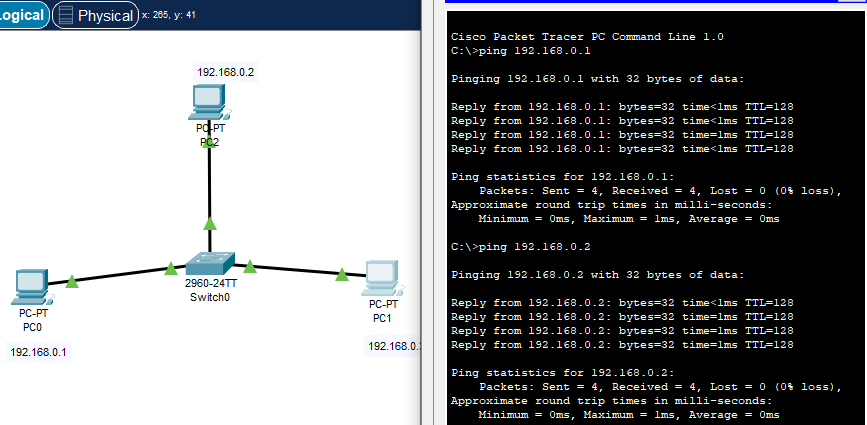 Logical Physical x: 265, y: 41
192.168.0.2
PC-PT
PC2
2960-24TT
Switch0
PC-PT
PC0
192.168.0.1
PC-PT
PC1
192.168.0.
Cisco Packet Tracer PC Command Line 1.0
C:\>ping 192.168.0.1
Pinging 192.168.0.1 with 32 bytes of data:
Reply from 192.168.0.1: bytes=32 time<1ms TTL=128
Reply from 192.168.0.1: bytes=32 time<1ms TTL=128
Reply from 192.168.0.1: bytes=32 time<1ms TTL=128
Reply from 192.168.0.1: bytes=32 time<1ms TTL=128
Ping statistics for 192.168.0.1:
Packets: Sent = 4, Received = 4, Lost = 0 (0% loss),
Approximate round trip times in milli-seconds:
Minimum = 0ms, Maximum = 1ms, Average = 0ms
C:\>ping 192.168.0.2
Pinging 192.168.0.2 with 32 bytes of data:
Reply from 192.168.0.2: bytes=32 time<1ms TTL=128
Reply from 192.168.0.2: bytes=32 time=1ms TTL=128
Reply from 192.168.0.2: bytes=32 time=1ms TTL=128
Reply from 192.168.0.2: bytes=32 time<1ms TTL=128
Ping statistics for 192.168.0.2:
Packets: Sent = 4, Received = 4, Lost = 0 (0% loss),
Approximate round trip times in milli-seconds:
Minimum = 0ms, Maximum = 1ms, Average = 0ms